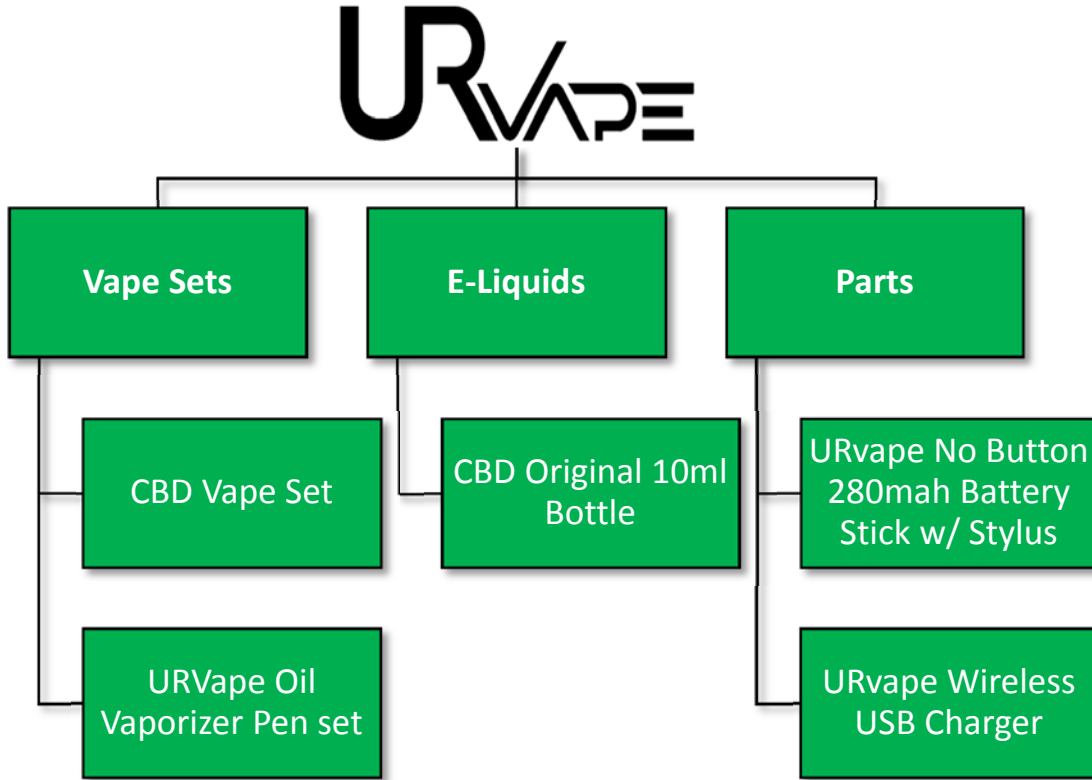 URVAPE
Vape Sets
E-Liquids
Parts
CBD Vape Set
CBD Original 10ml
Bottle
URvape No Button
280mah Battery
Stick w/ Stylus
URVape Oil
Vaporizer Pen set
URvape Wireless
USB Charger